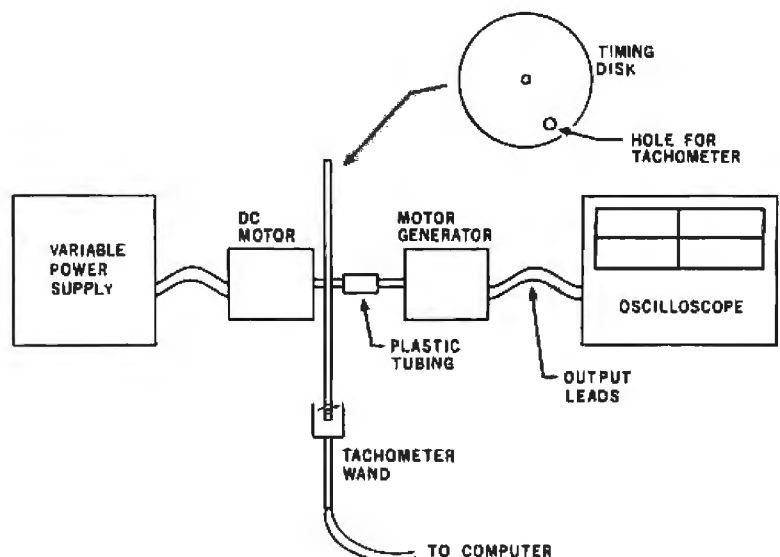 TIMING
DISK
HOLE FOR
TACHOMETER
DC
MOTOR
MOTOR
GENERATOR
VARIABLE
POWER
SUPPLY
OSCILLOSCOPE
PLASTIC
TUBING
OUTPUT
LEADS
TACHOMETER
WAND
TO COMPUTER